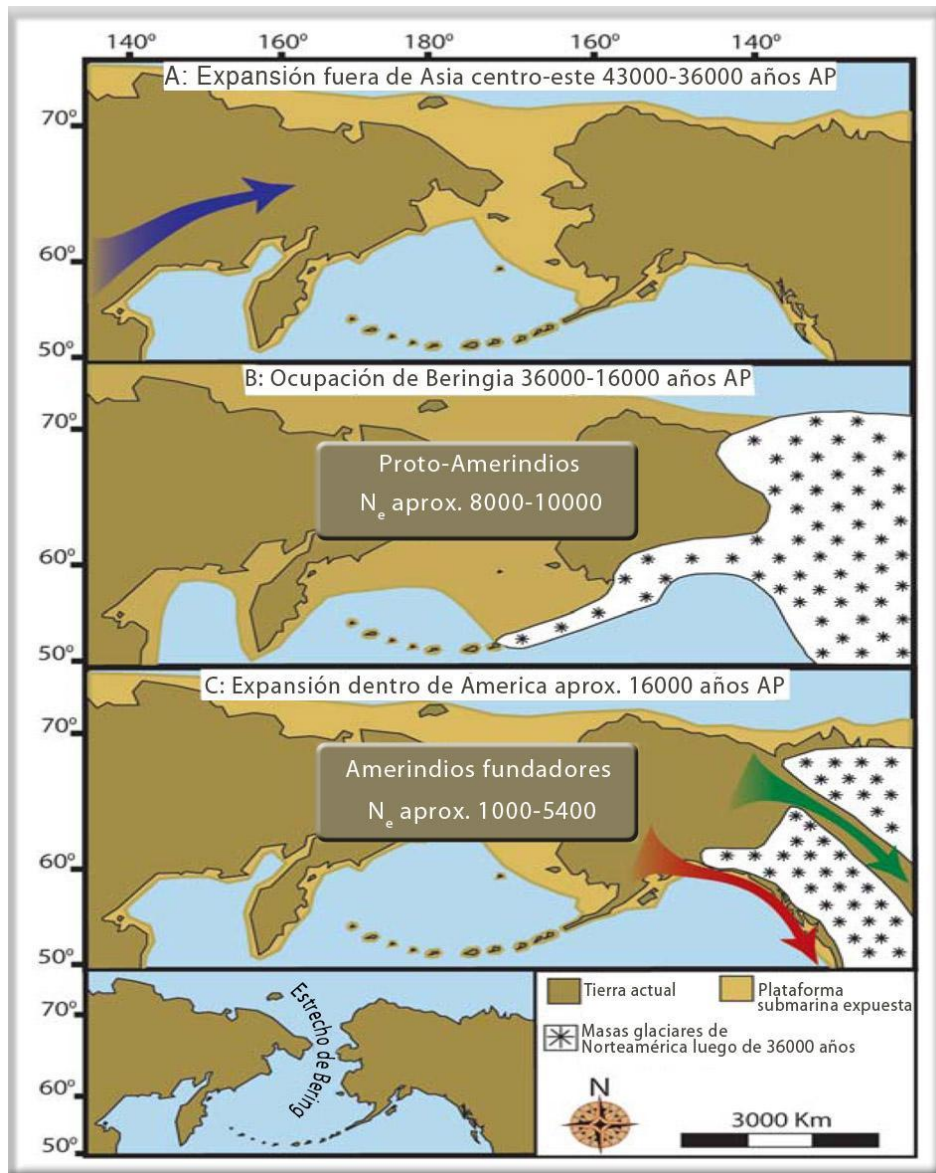 140° 160° 180° 160° 140°
A: Expansión fuera de Asia centro-este 43000-36000 años AP
70°
60°
50°
B: Ocupación de Beringia 36000-16000 años AP
70°
Proto-Amerindios
Ne aprox. 8000-10000
60°
50°
C: Expansión dentro de America aprox. 16000 años AP
70°
Amerindios fundadores
Ne aprox. 1000-5400
60°
50°
70°
60°
50°
Estrecho de Bering
Tierra actual
Plataforma
submarina expuesta
Masas glaciares de
Norteamérica luego de 36000 años
N
3000 Km